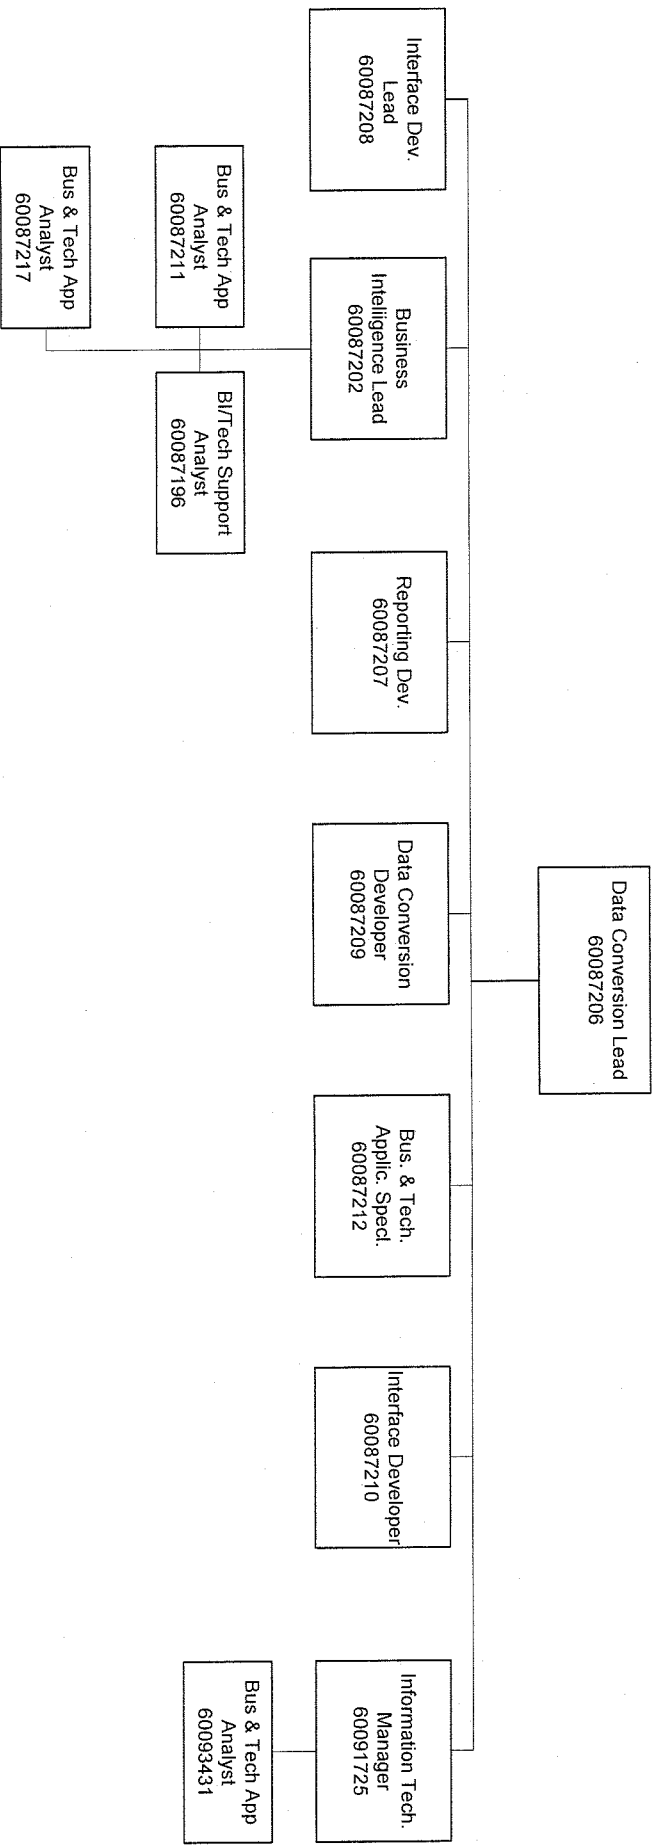 Data Conversion Lead
60087206
Interface Dev.
Lead
60087208
Business
Intelligence Lead
60087202
Reporting Dev.
60087207
Data Conversion
Developer
60087209
Bus. & Tech.
Applic. Specl.
60087212
Interface Developer
60087210
Information Tech.
Manager
60091725
Bus & Tech App
Analyst
60087211
BI/Tech Support
Analyst
60087196
Bus & Tech App
Analyst
60093431
Bus & Tech App
Analyst
60087217